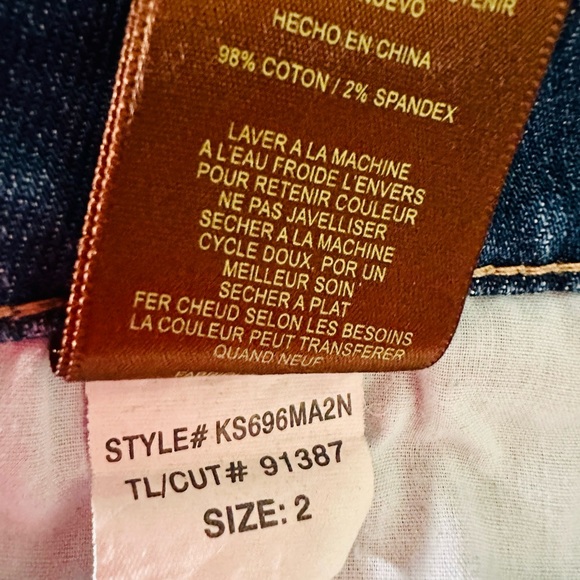 HECHO EN CHINA
98% COTON / 2% SPANDEX
LAVER A LA MACHINE
A L'EAU FROIDE L'ENVERS
POUR RETENIR COULEUR
NE PAS JAVELLISER
SECHER A LA MACHINE
CYCLE DOUX, POR UN
MEILLEUR SOIN
SECHER A PLAT
FER CHEUD SELON LES BESOINS
LA COULEUR PEUT TRANSFERER
QUAND NEUF
STYLE# KS696MA2N
TL/CUT# 91387
SIZE: 2